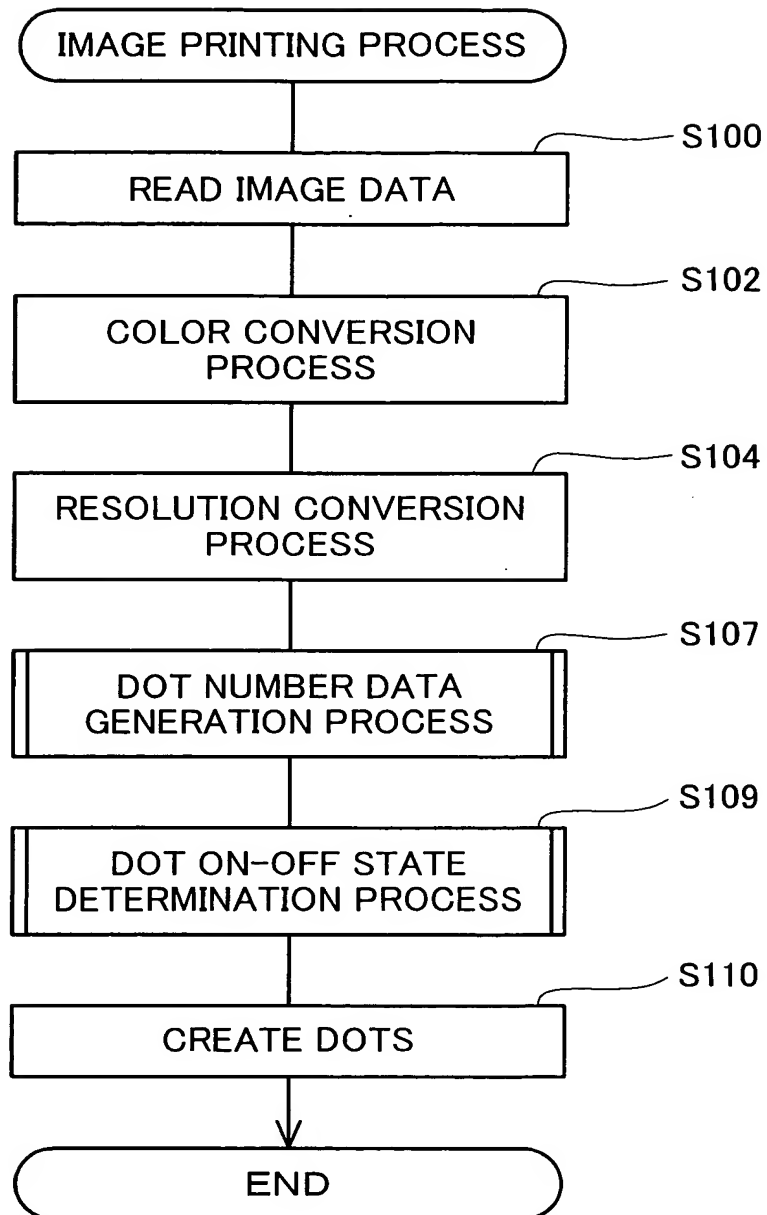 IMAGE PRINTING PROCESS
S100
READ IMAGE DATA
S102
COLOR CONVERSION
PROCESS
S104
RESOLUTION CONVERSION
PROCESS
S107
DOT NUMBER DATA
GENERATION PROCESS
S109
DOT ON-OFF STATE
DETERMINATION PROCESS
S110
CREATE DOTS
END